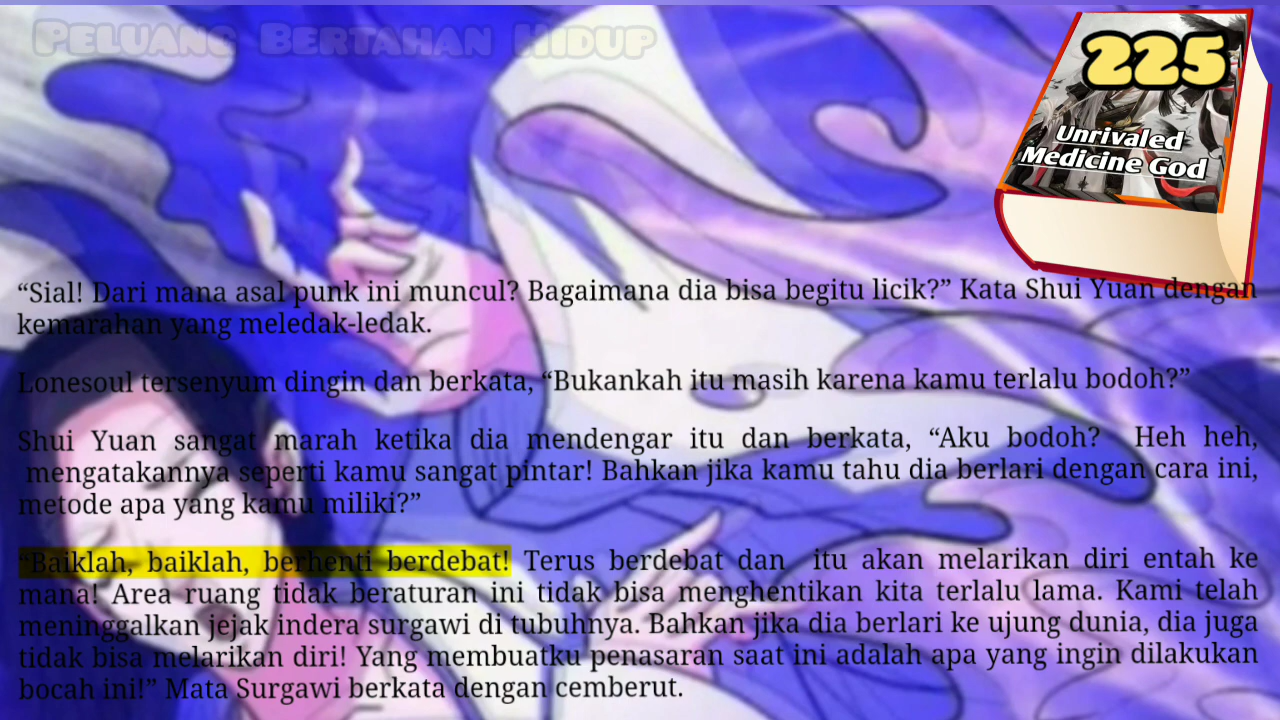 Peluang Bertahan Hidup
225
Unrivaled
Medicine God
“Sial! Dari mana asal punk ini muncul? Bagaimana dia bisa begitu licik?” Kata Shui Yuan dengan
kemarahan yang meledak-ledak.
Lonesoul tersenyum dingin dan berkata, “Bukankah itu masih karena kamu terlalu bodoh?”
Shui Yuan sangat marah ketika dia mendengar itu dan berkata, “Aku bodoh? Heh heh,
mengatakannya seperti kamu sangat pintar! Bahkan jika kamu tahu dia berlari dengan cara ini,
metode apa yang kamu miliki?”
“Baiklah, baiklah, berhenti berdebat! Terus berdebat dan itu akan melarikan diri entah ke
mana! Area ruang tidak beraturan ini tidak bisa menghentikan kita terlalu lama. Kami telah
meninggalkan jejak indera surgawi di tubuhnya. Bahkan jika dia berlari ke ujung dunia, dia juga
tidak bisa melarikan diri! Yang membuatku penasaran saat ini adalah apa yang ingin dilakukan
bocah ini!” Mata Surgawi berkata dengan cemberut.